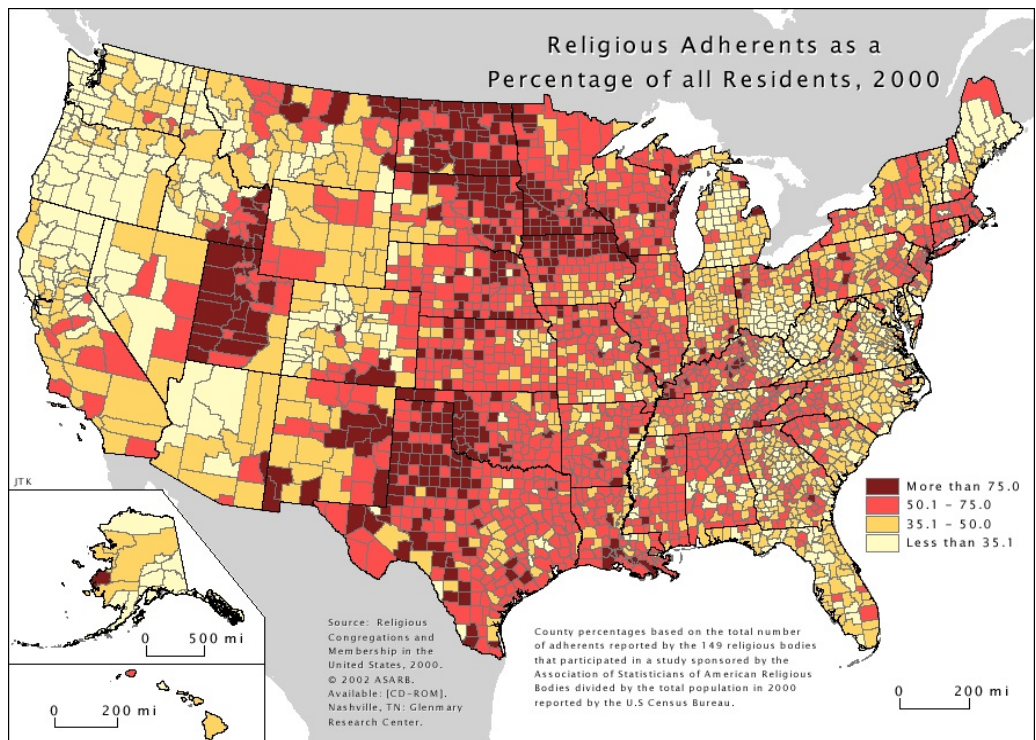 Religious Adherents as a
Percentage of all Residents, 2000
JTK
More than 75.0
50.1 – 75.0
35.1 – 50.0
Less than 35.1
0 500 mi
0 200 mi
Source: Religious
Congregations and
Membership in the
United States, 2000.
© 2002 ASARB.
Available: [CD-ROM].
Nashville, TN: Glenmary
Research Center.
County percentages based on the total number
of adherents reported by the 149 religious bodies
that participated in a study sponsored by the
Association of Statisticians of American Religious
Bodies divided by the total population in 2000
reported by the U.S Census Bureau.
0 200 mi